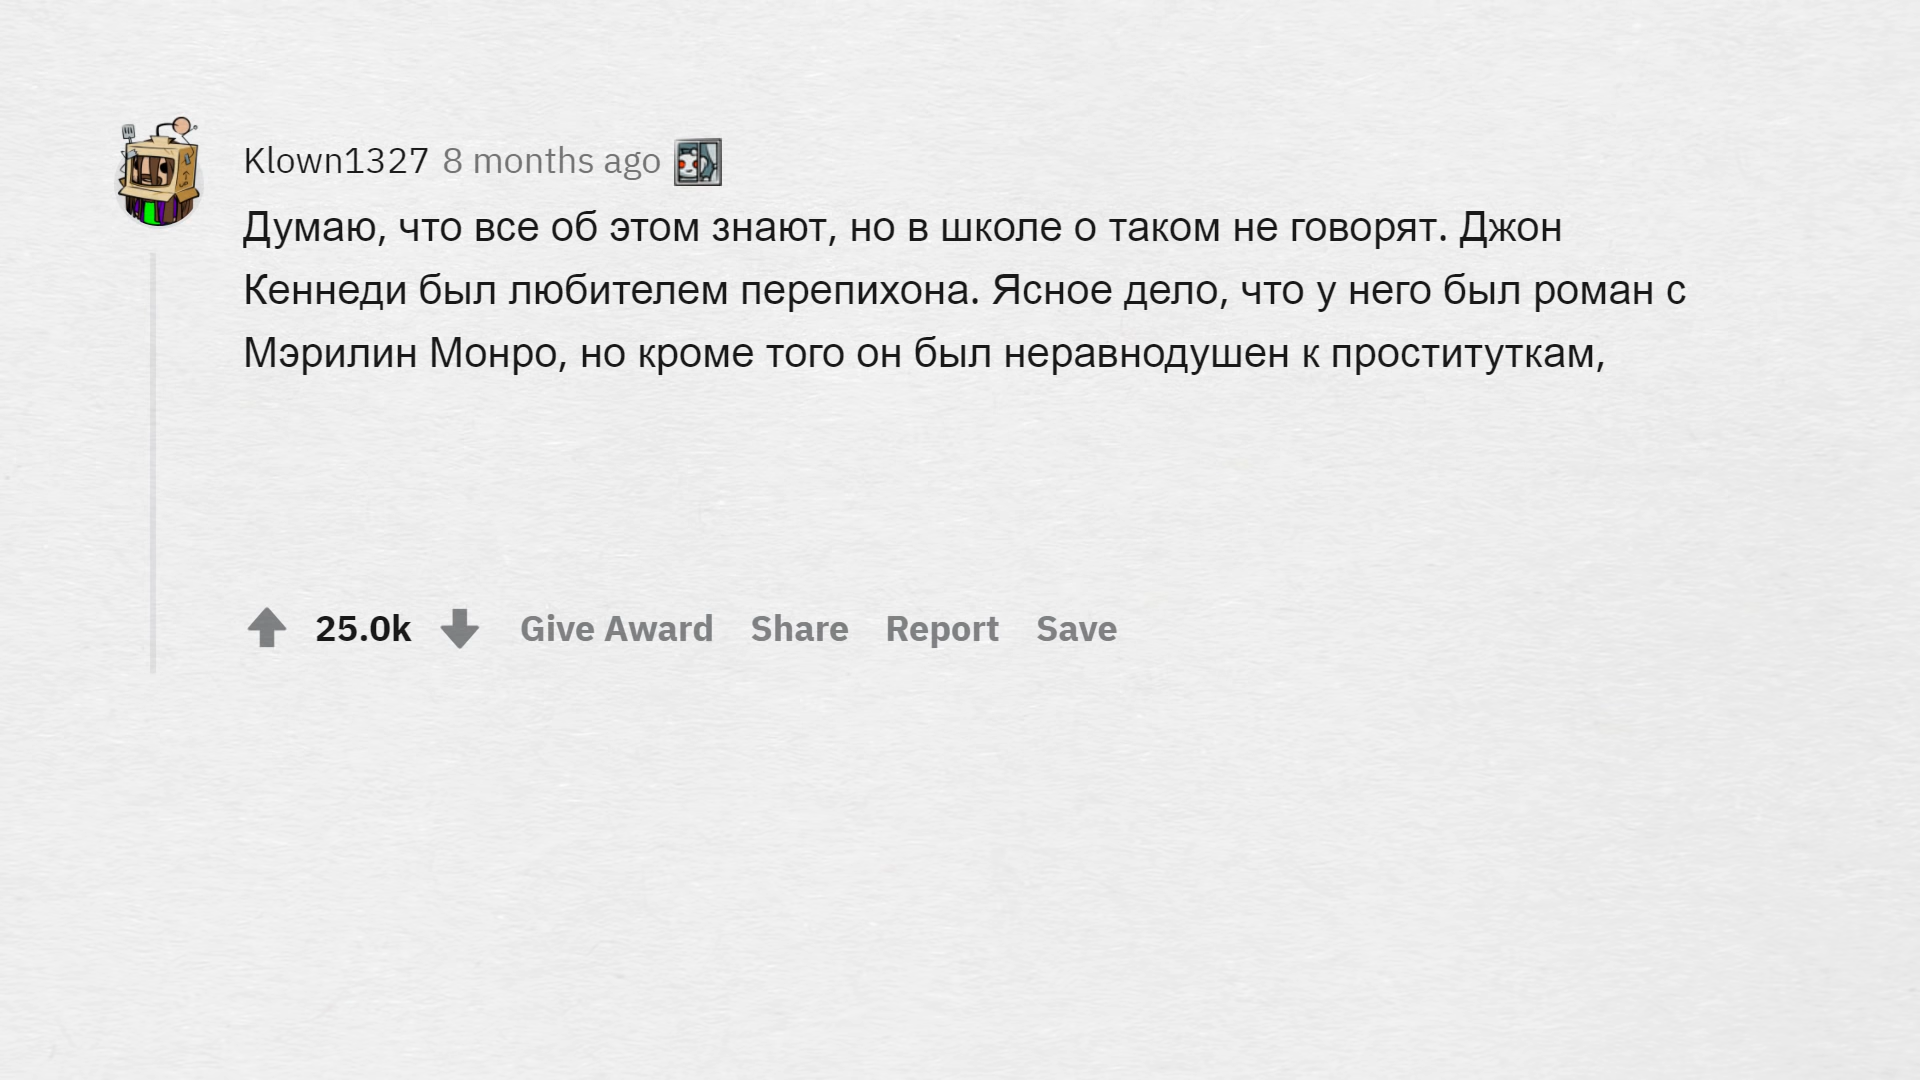 Klown1327 8 months ago
Думаю, что все об этом знают, но в школе о таком не говорят. Джон
Кеннеди был любителем перепихона. Ясное дело, что у него был роман с
Мэрилин Монро, но кроме того он был неравнодушен к проституткам,
25.0k Give Award Share Report Save